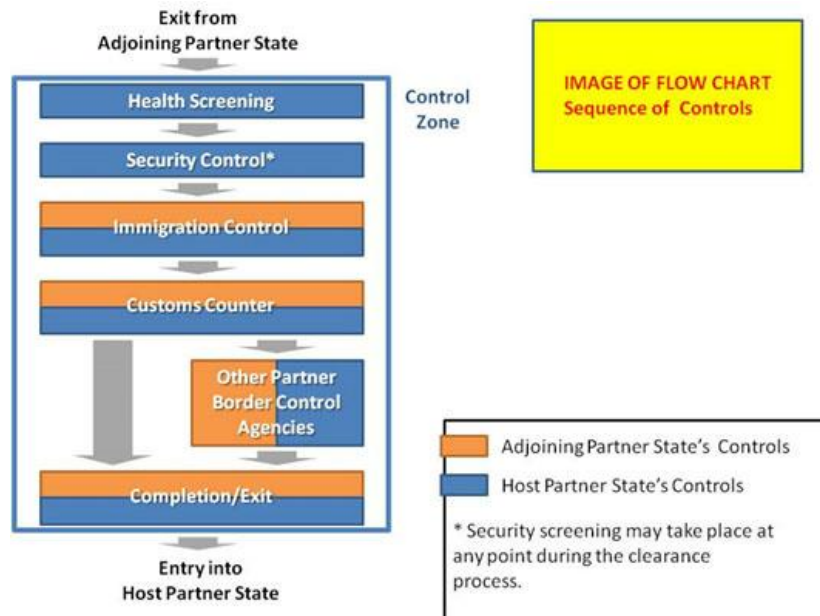 Exit from
Adjoining Partner State
Health Screening
Control
Zone
IMAGE OF FLOW CHART
Sequence of Controls
Security Control*
Immigration Control
Customs Counter
Other Partner
Border Control
Agencies
Completion/Exit
Entry into
Host Partner State
Adjoining Partner State's Controls
Host Partner State's Controls
* Security screening may take place at
any point during the clearance
process.